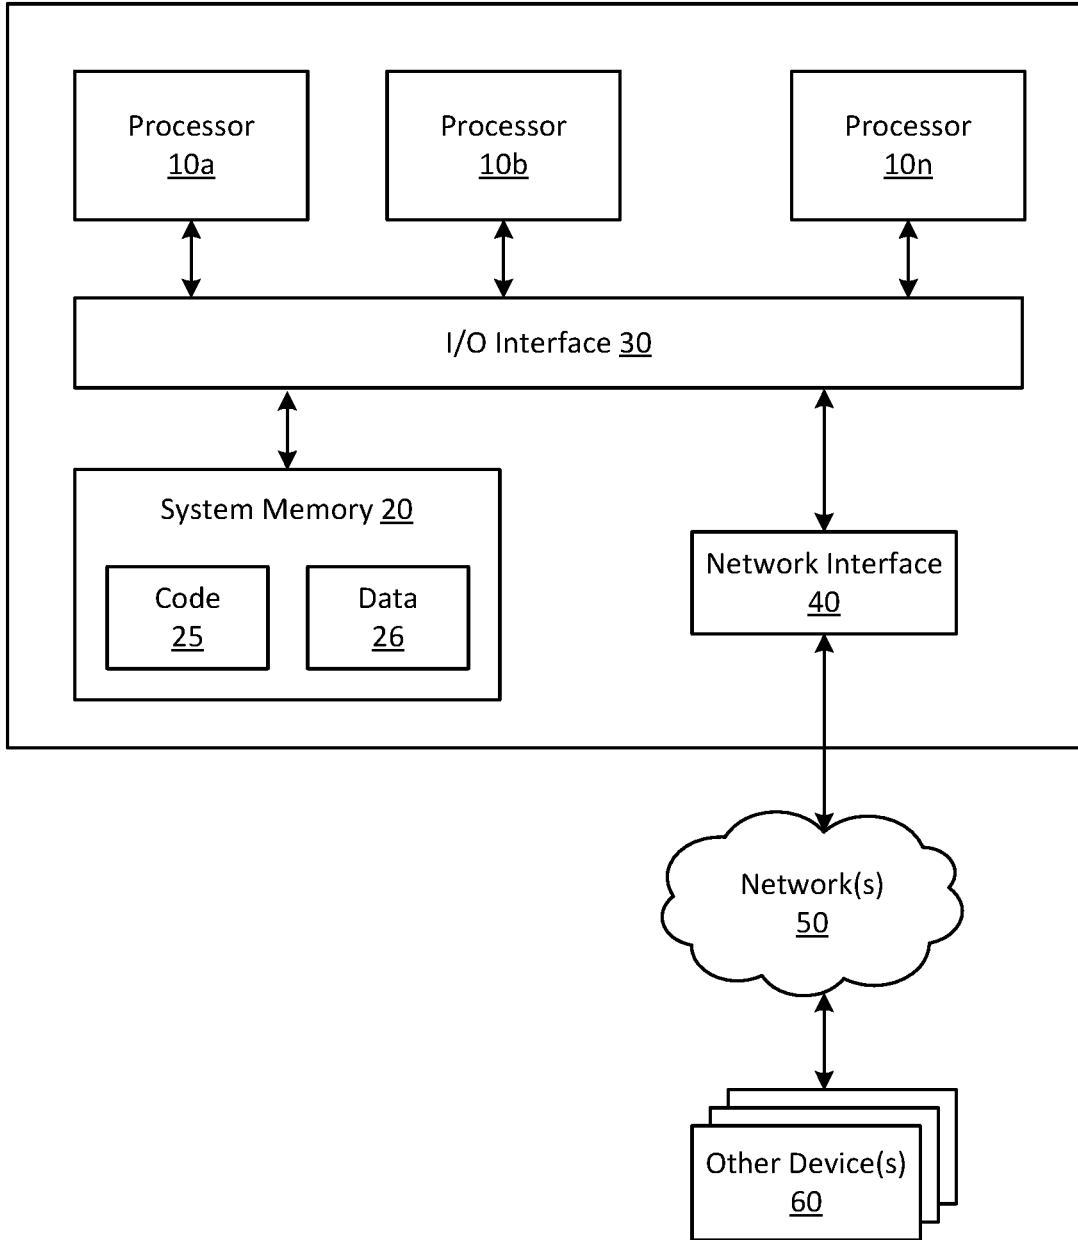 Processor
10a
Processor
10b
Processor
10n
I/O Interface 30
System Memory 20
Code
25
Data
26
Network Interface
40
Network(s)
50
Other Device(s)
60